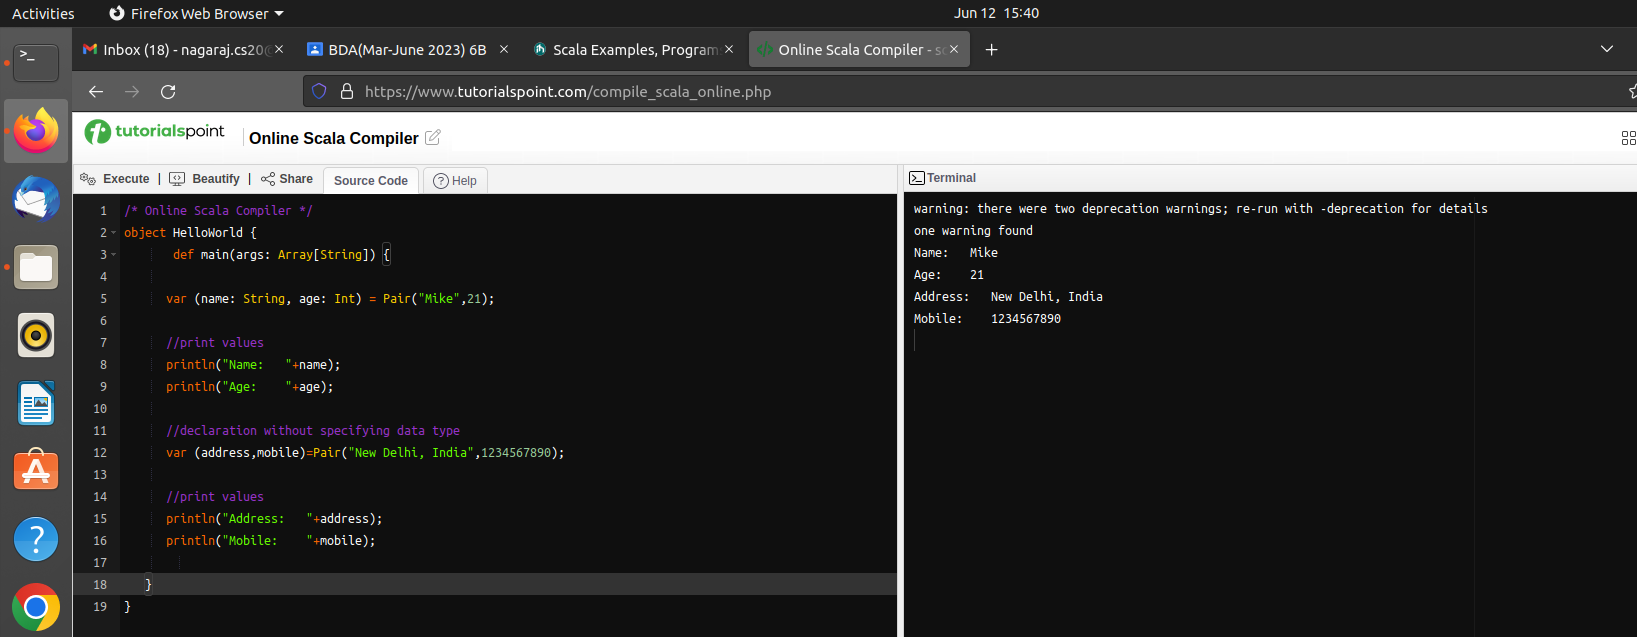 Activities
Firefox Web Browser
Jun 12 15:40
Inbox (18) - nagaraj.cs20
BDA(Mar-June 2023) 6B
Scala Examples, Program
Online Scala Compiler - sc
https://www.tutorialspoint.com/compile_scala_online.php
tutorialspoint
Online Scala Compiler
Execute | Beautify | Share
Source Code
Help
Terminal
1 /* Online Scala Compiler */
2 object HelloWorld {
3 def main(args: Array[String]) {
4
5 var (name: String, age: Int) = Pair("Mike",21);
6
7 //print values
8 println("Name:   "+name);
9 println("Age:    "+age);
10
11 //declaration without specifying data type
12 var (address,mobile)=Pair("New Delhi, India",1234567890);
13
14 //print values
15 println("Address:   "+address);
16 println("Mobile:    "+mobile);
17
18 }
19 }
warning: there were two deprecation warnings; re-run with -deprecation for details
one warning found
Name:   Mike
Age:    21
Address:   New Delhi, India
Mobile:    1234567890